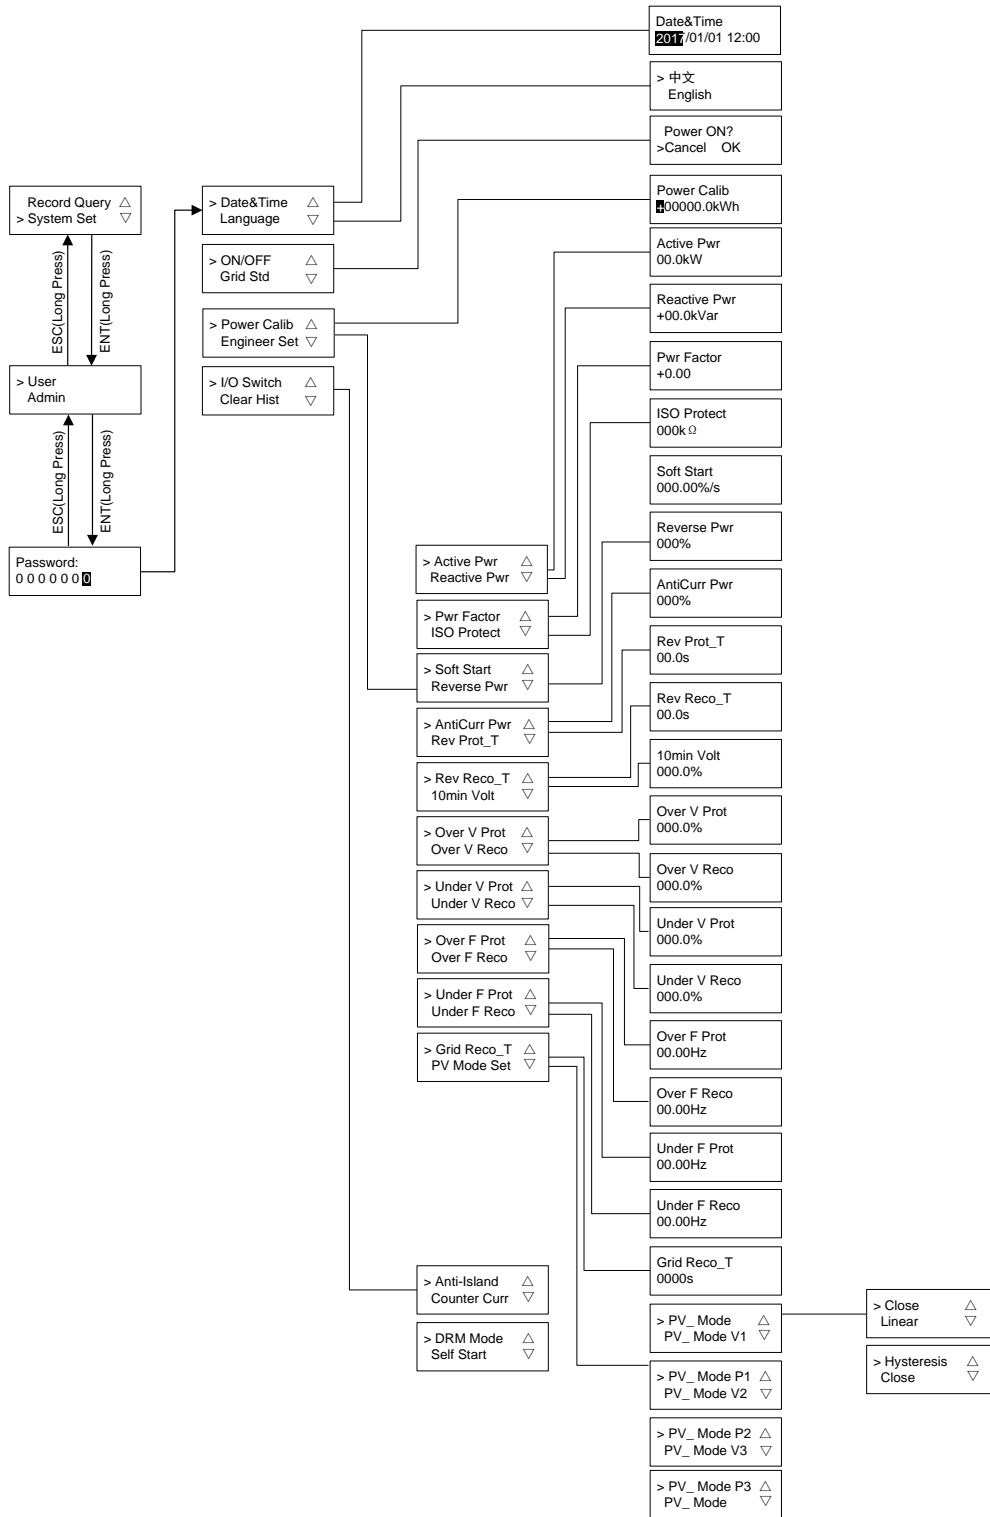 Record Query △
> System Set ▽
ESC(Long Press)
ENT(Long Press)
> User
Admin
ESC(Long Press)
ENT(Long Press)
Password:
0 0 0 0 0 0 0
> Date&Time △
Language ▽
> ON/OFF △
Grid Std ▽
> Power Calib △
Engineer Set ▽
> I/O Switch △
Clear Hist ▽
> Active Pwr △
Reactive Pwr ▽
> Pwr Factor △
ISO Protect ▽
> Soft Start △
Reverse Pwr ▽
> AntiCurr Pwr △
Rev Prot_T ▽
> Rev Reco_T △
10min Volt ▽
> Over V Prot △
Over V Reco ▽
> Under V Prot △
Under V Reco ▽
> Over F Prot △
Over F Reco ▽
> Under F Prot △
Under F Reco ▽
> Grid Reco_T △
PV Mode Set ▽
> Anti-Island △
Counter Curr ▽
> DRM Mode △
Self Start ▽
Date&Time
2017/01/01 12:00
> 中文
English
Power ON?
>Cancel OK
Power Calib
+00000.0kWh
Active Pwr
00.0kW
Reactive Pwr
+00.0kVar
Pwr Factor
+0.00
ISO Protect
000kΩ
Soft Start
000.00%/s
Reverse Pwr
000%
AntiCurr Pwr
000%
Rev Prot_T
00.0s
Rev Reco_T
00.0s
10min Volt
000.0%
Over V Prot
000.0%
Over V Reco
000.0%
Under V Prot
000.0%
Under V Reco
000.0%
Over F Prot
00.00Hz
Over F Reco
00.00Hz
Under F Prot
00.00Hz
Under F Reco
00.00Hz
Grid Reco_T
0000s
> PV_ Mode △
PV_ Mode V1 ▽
> PV_ Mode P1 △
PV_ Mode V2 ▽
> PV_ Mode P2 △
PV_ Mode V3 ▽
> PV_ Mode P3 △
PV_ Mode ▽
> Close △
Linear ▽
> Hysteresis △
Close ▽